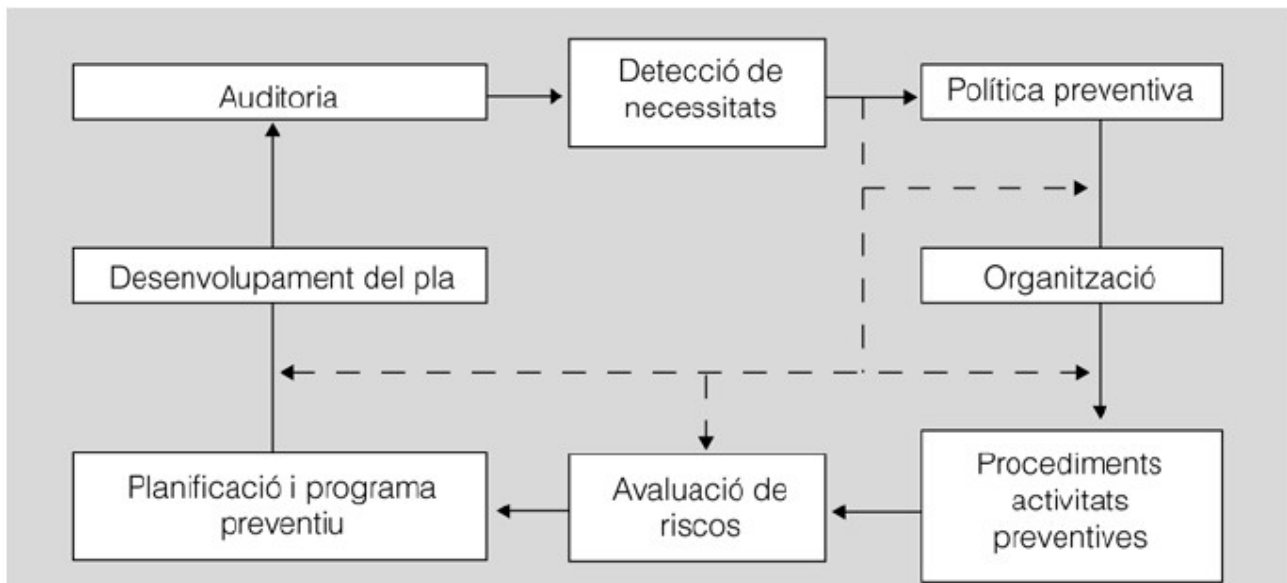 Auditoria
Detecció de
necessitats
Política preventiva
Desenvolupament del pla
Organització
Planificació i programa
preventiu
Avaluació de
riscos
Procediments
activitats
preventives